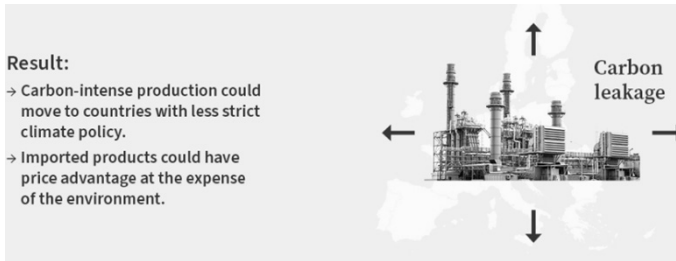 Result:
→ Carbon-intense production could
move to countries with less strict
climate policy.
→ Imported products could have
price advantage at the expense
of the environment.
Carbon
leakage